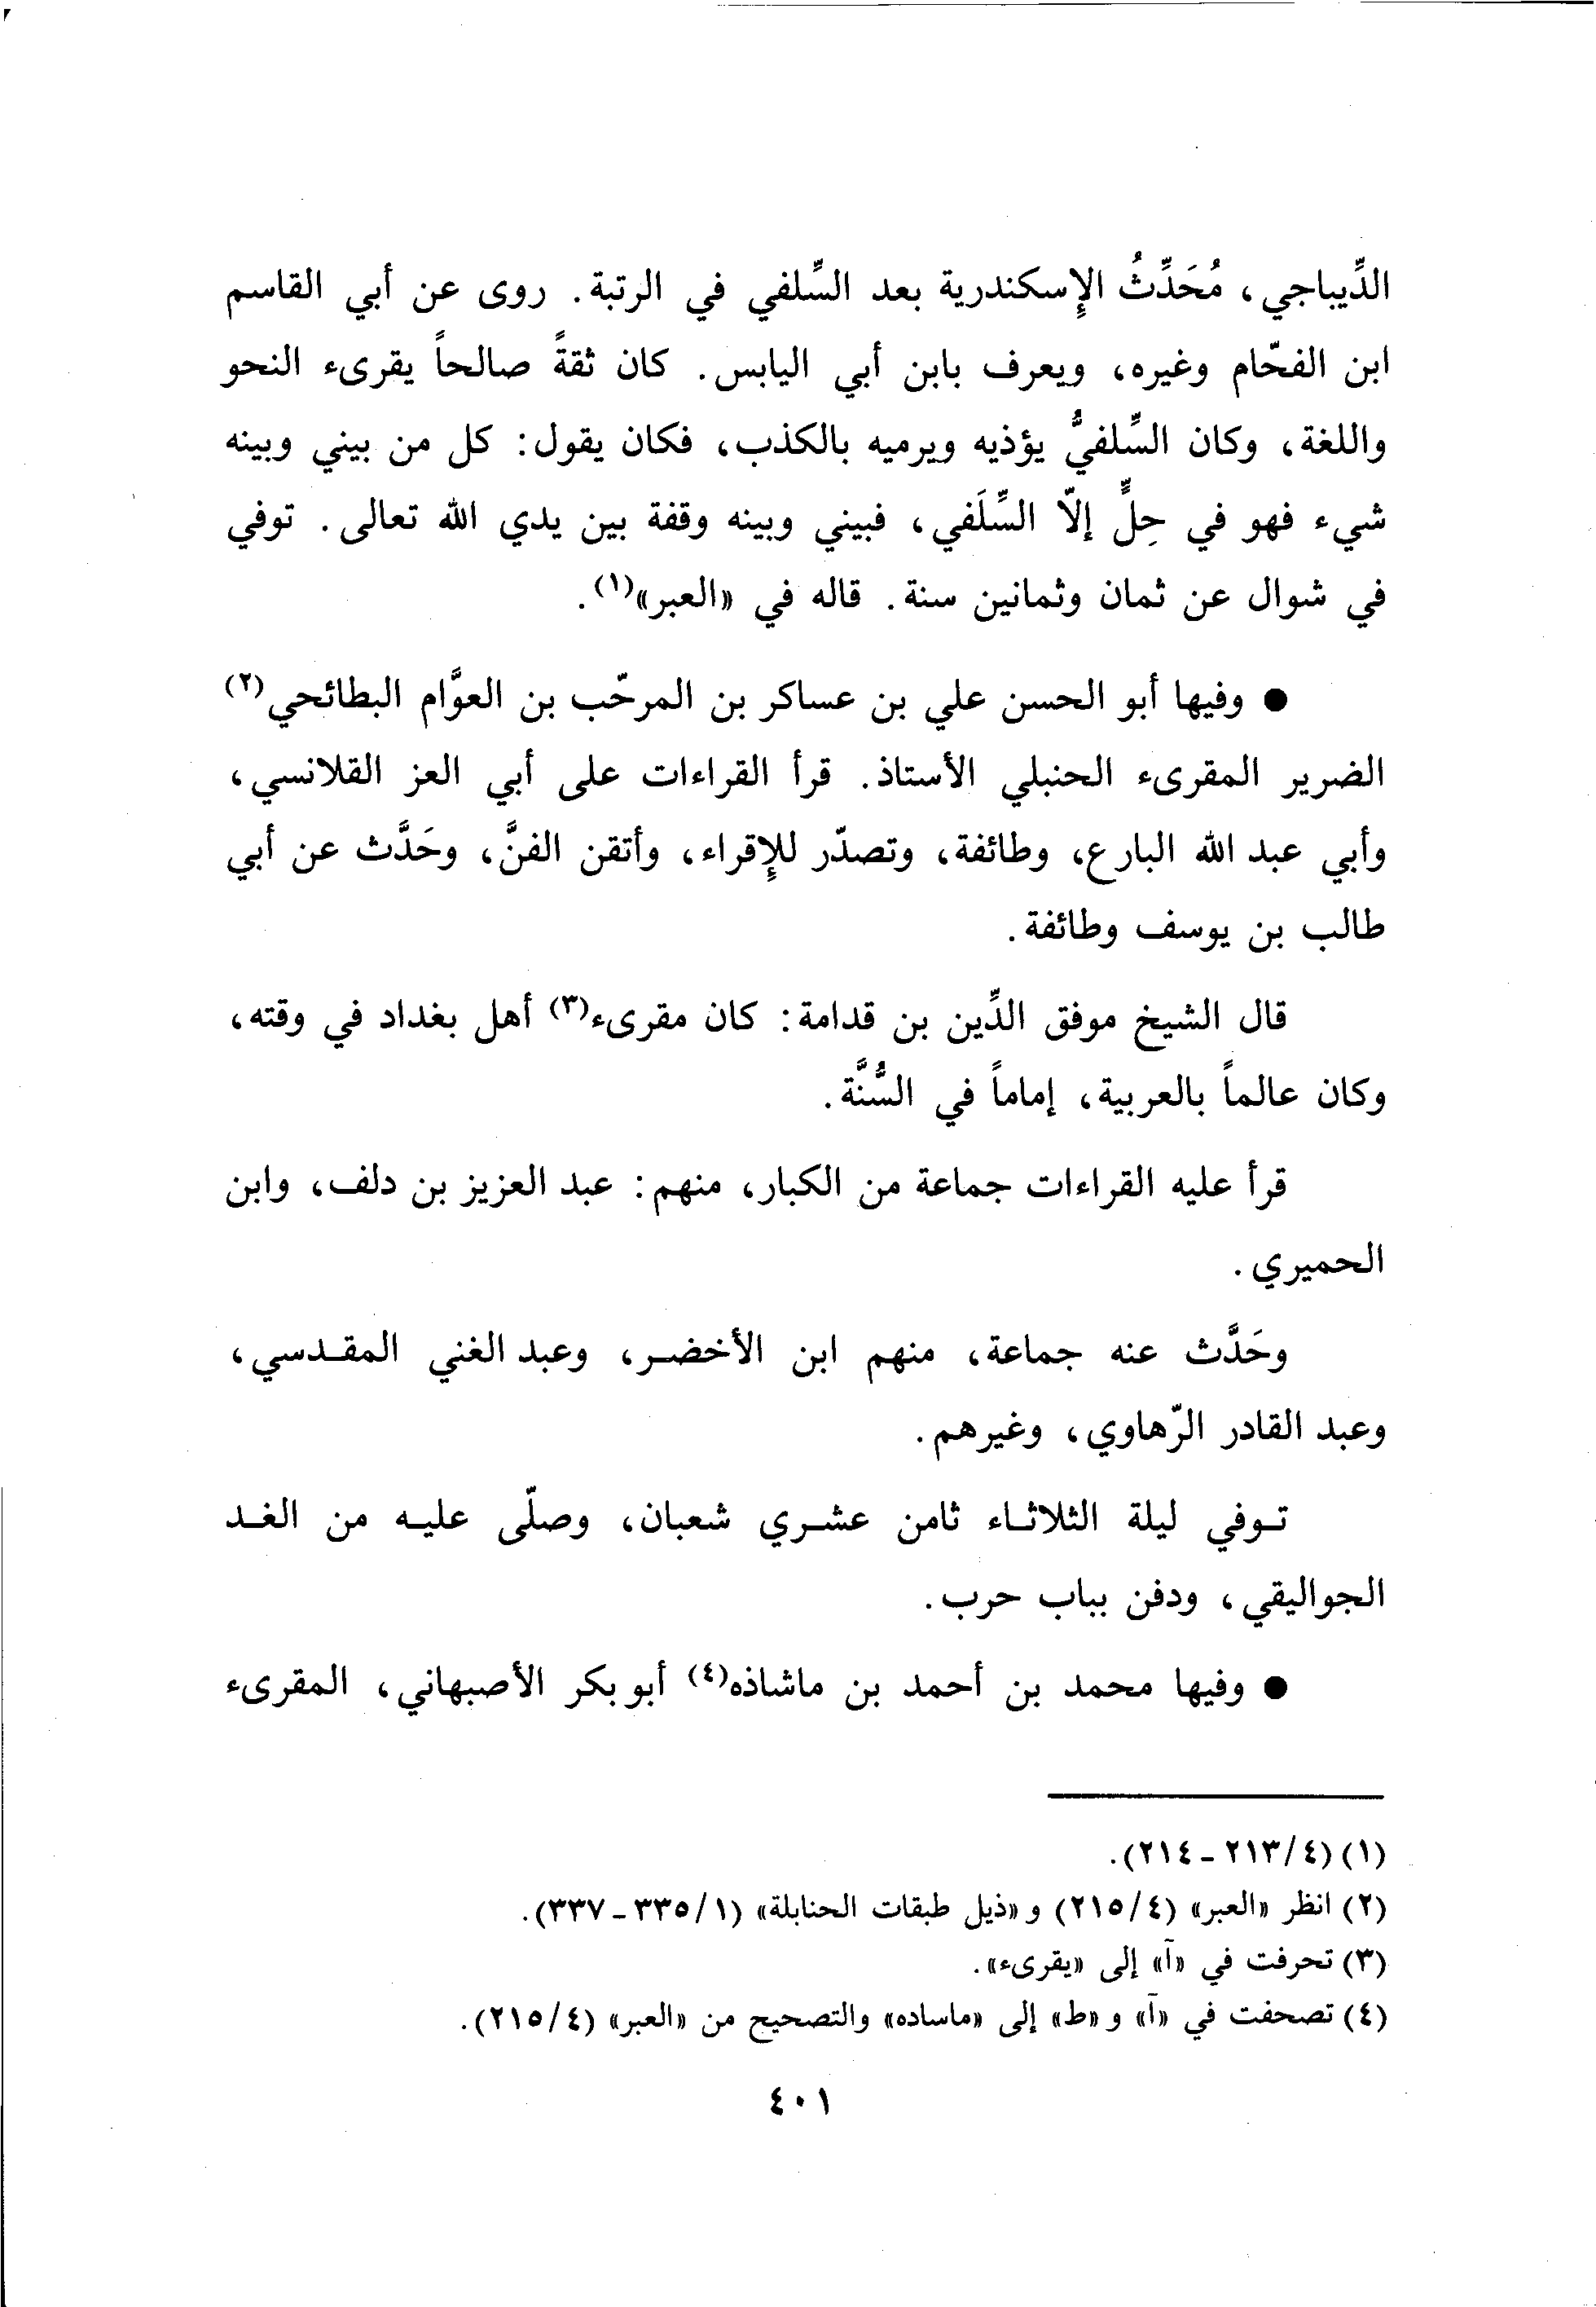 الدِّيباجي، مُحَدِّثُ الإِسكندرية بعد السِّلفي في الرتبة. روى عن أبي القاسم
ابن الفحّام وغيره، ويعرف بابن أبي اليابس. كان ثقةً صالحاً يقرىء النحو
واللغة، وكان السِّلفيُّ يؤذيه ويرميه بالكذب، فكان يقول: كل من بيني وبينه
شيء فهو في حِلٍّ إلّا السِّلَفي، فبيني وبينه وقفة بين يدي الله تعالى. توفي
في شوال عن ثمان وثمانين سنة. قاله في «العبر»(١).
● وفيها أبو الحسن علي بن عساكر بن المرحّب بن العوَّام البطائحي(٢)
الضرير المقرىء الحنبلي الأستاذ. قرأ القراءات على أبي العز القلانسي،
وأبي عبد الله البارع، وطائفة، وتصدّر للإِقراء، وأتقن الفنَّ، وحَدَّث عن أبي
طالب بن يوسف وطائفة.
قال الشيخ موفق الدِّين بن قدامة: كان مقرىء(٣) أهل بغداد في وقته،
وكان عالماً بالعربية، إماماً في السُّنَّة.
قرأ عليه القراءات جماعة من الكبار، منهم: عبد العزيز بن دلف، وابن
الحميري.
وحَدَّث عنه جماعة، منهم ابن الأخضر، وعبد الغني المقدسي،
وعبد القادر الرّهاوي، وغيرهم.
توفي ليلة الثلاثاء ثامن عشري شعبان، وصلّى عليه من الغد
الجواليقي، ودفن بباب حرب.
● وفيها محمد بن أحمد بن ماشاذه(٤) أبو بكر الأصبهاني، المقرىء
(١) (٤/٢١٣ - ٢١٤).
(٢) انظر «العبر» (٤/٢١٥) و «ذيل طبقات الحنابلة» (١/٣٣٥ - ٣٣٧).
(٣) تحرفت في «آ» إلى «يقرىء».
(٤) تصحفت في «آ» و «ط» إلى «ماساده» والتصحيح من «العبر» (٤/٢١٥).
٤٠١